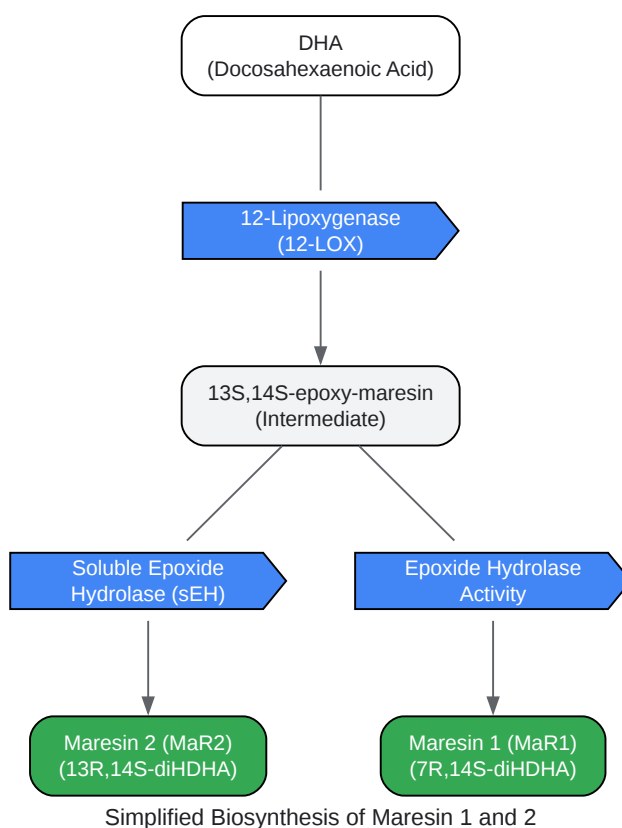 DHA
(Docosahexaenoic Acid)
12-Lipoxygenase
(12-LOX)
13S,14S-epoxy-maresin
(Intermediate)
Soluble Epoxide
Hydrolase (sEH)
Epoxide Hydrolase
Activity
Maresin 2 (MaR2)
(13R,14S-diHDHA)
Maresin 1 (MaR1)
(7R,14S-diHDHA)
Simplified Biosynthesis of Maresin 1 and 2